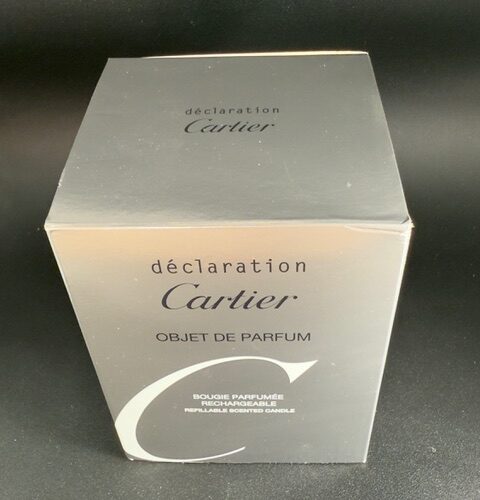 déclaration
Cartier
déclaration
Cartier
OBJET DE PARFUM
BOUGIE PARFUMÉE
RECHARGEABLE
REFILLABLE SCENTED CANDLE
C